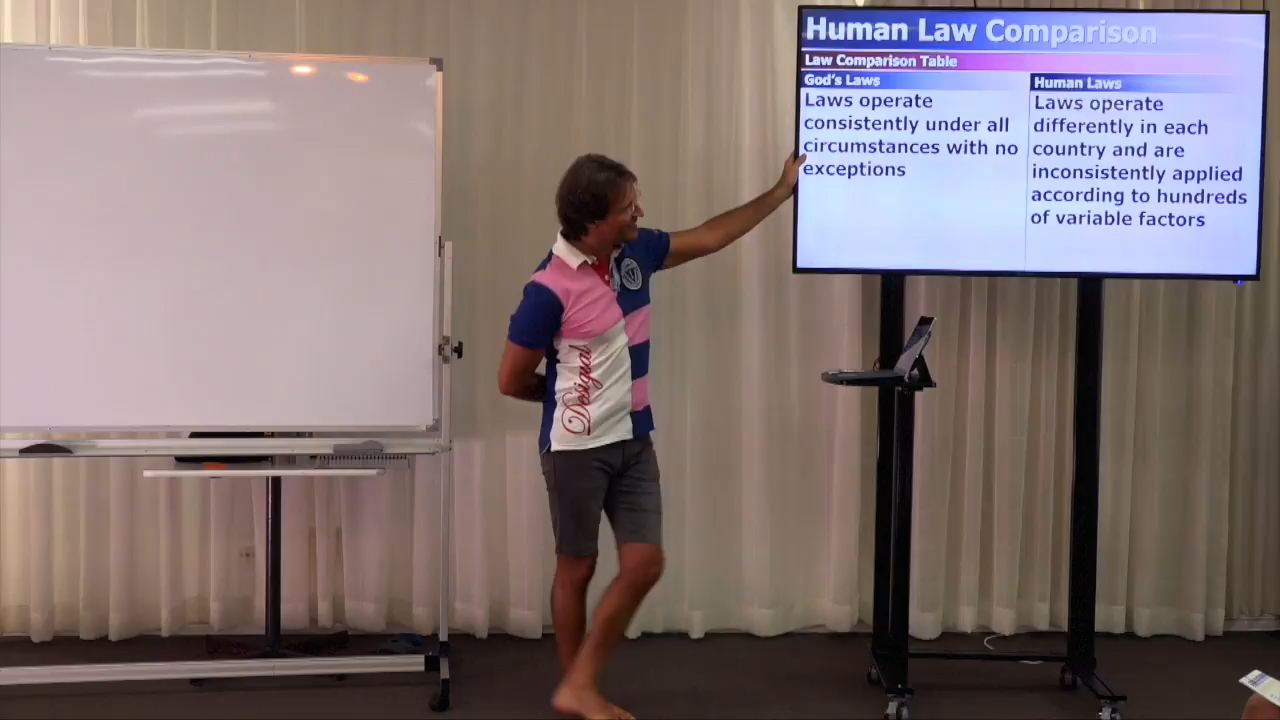 Human Law Comparison
Law Comparison Table
God's Laws
Laws operate
consistently under all
circumstances with no
exceptions
Human Laws
Laws operate
differently in each
country and are
inconsistently applied
according to hundreds
of variable factors
Desigual